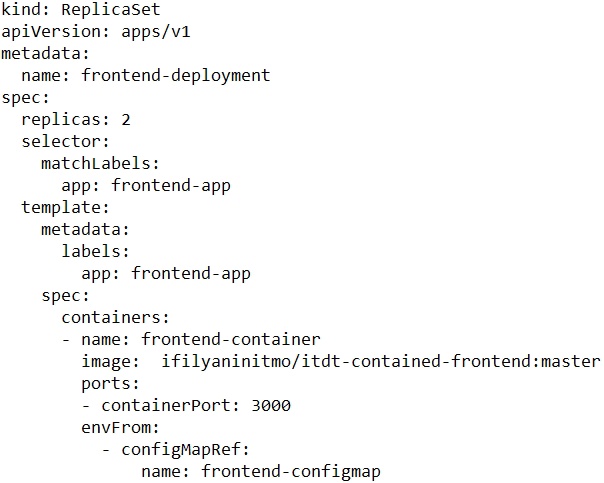 kind: ReplicaSet
apiVersion: apps/v1
metadata:
  name: frontend-deployment
spec:
  replicas: 2
  selector:
    matchLabels:
      app: frontend-app
  template:
    metadata:
      labels:
        app: frontend-app
    spec:
      containers:
      - name: frontend-container
        image:  ifilyaninitmo/itdt-contained-frontend:master
        ports:
        - containerPort: 3000
        envFrom:
          - configMapRef:
              name: frontend-configmap